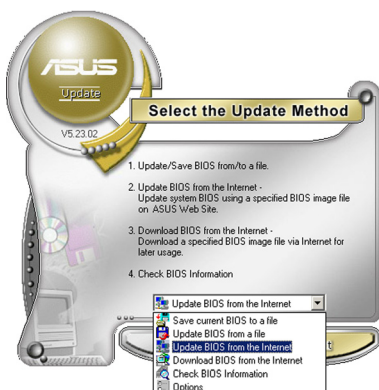 ASUS
Update
V5.23.02
Select the Update Method
1. Update/Save BIOS from/to a file.
2. Update BIOS from the Internet -
Update system BIOS using a specified BIOS image file
on ASUS Web Site.
3. Download BIOS from the Internet -
Download a specified BIOS image file via Internet for
later usage.
4. Check BIOS Information
Update BIOS from the Internet
Save current BIOS to a file
Update BIOS from a file
Update BIOS from the Internet
Download BIOS from the Internet
Check BIOS Information
Options